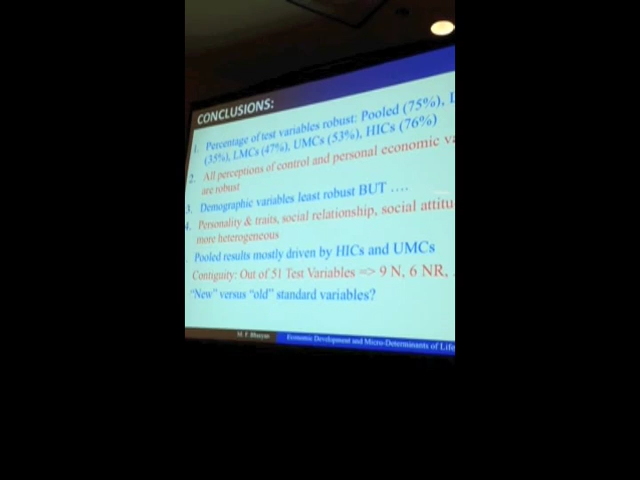 CONCLUSIONS:
1. Percentage of test variables robust: Pooled (75%),
(35%), LMCs (47%), UMCs (53%), HICs (76%)
2. All perceptions of control and personal economic va
are robust
3. Demographic variables least robust BUT ....
4. Personality & traits, social relationship, social attitu
more heterogeneous
Pooled results mostly driven by HICs and UMCs
Contiguity: Out of 51 Test Variables => 9 N, 6 NR,
"New" versus "old" standard variables?
Economic Development and Micro-Determinants of Life